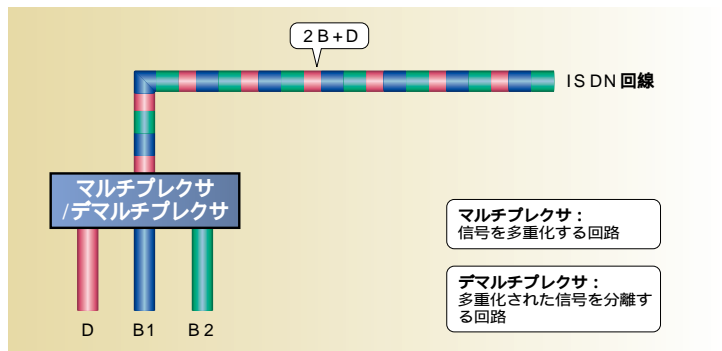 2B+D
ISDN回線
マルチプレクサ
/デマルチプレクサ
マルチプレクサ：
信号を多重化する回路
デマルチプレクサ：
多重化された信号を分離す
る回路
D B1 B2